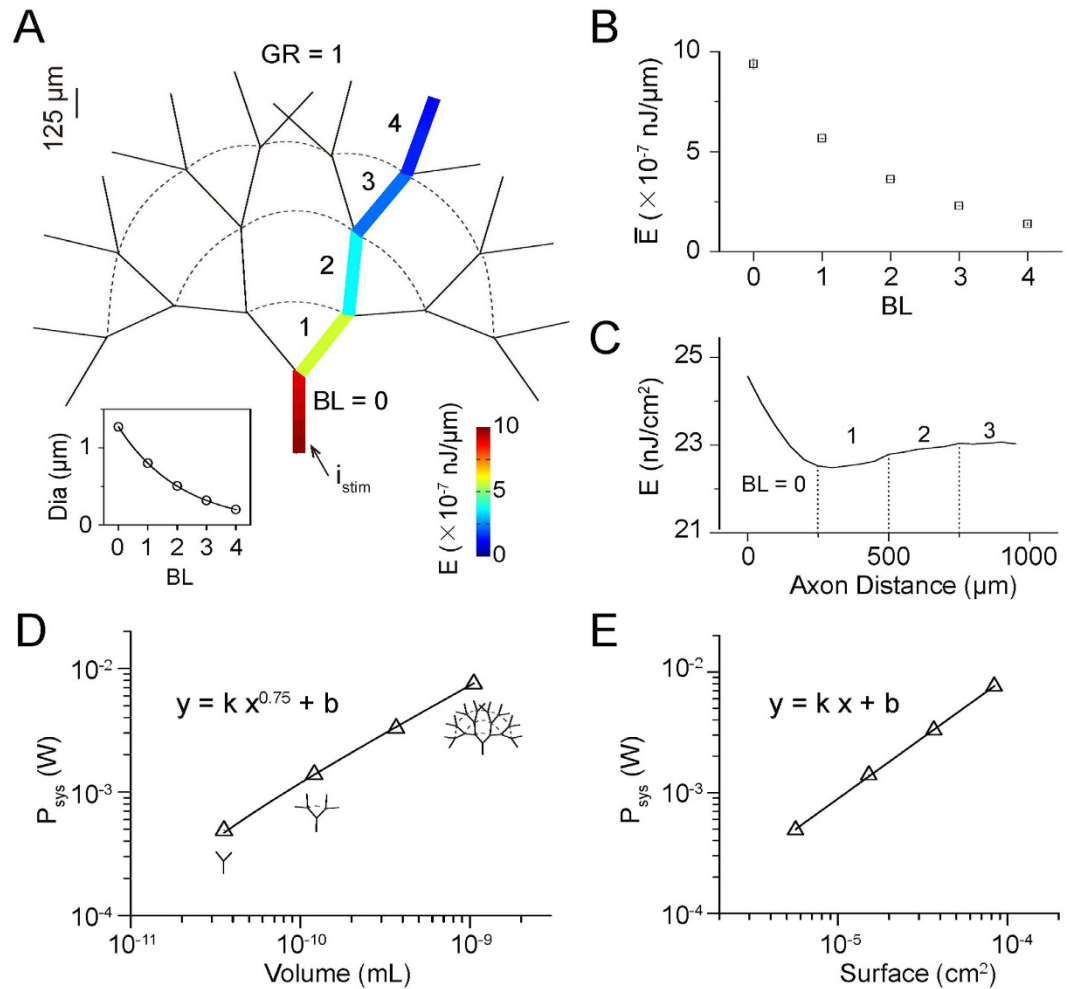 A
GR = 1
125 µm
4
3
2
1
BL = 0
i_stim
Dia (µm)
1
0
0 1 2 3 4
BL
E (×10⁻⁷ nJ/µm)
10
5
0
B
Ē (×10⁻⁷ nJ/µm)
10
5
0
0 1 2 3 4
BL
C
E (nJ/cm²)
25
23
21
BL = 0
1
2
3
0 500 1000
Axon Distance (µm)
D
P_sys (W)
10⁻²
10⁻³
10⁻⁴
y = k x^0.75 + b
10⁻¹¹ 10⁻¹⁰ 10⁻⁹
Volume (mL)
E
P_sys (W)
10⁻²
10⁻³
10⁻⁴
y = k x + b
10⁻⁵ 10⁻⁴
Surface (cm²)